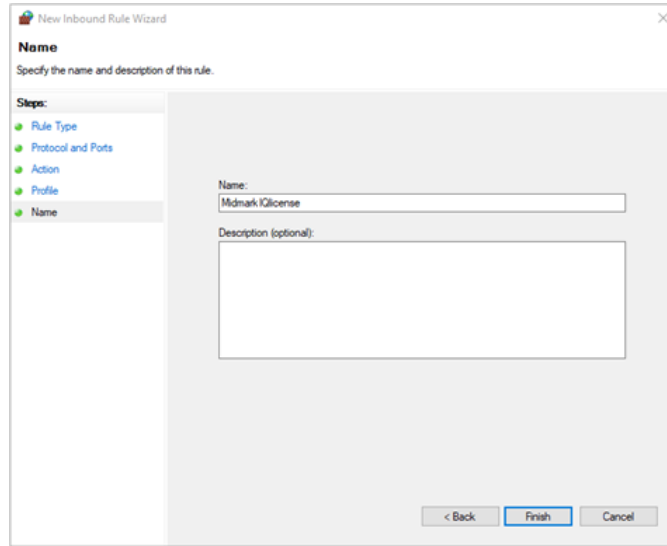 New Inbound Rule Wizard
Name
Specify the name and description of this rule.
Steps:
Rule Type
Protocol and Ports
Action
Profile
Name
Name:
Midmark IQlicense
Description (optional):
< Back
Finish
Cancel